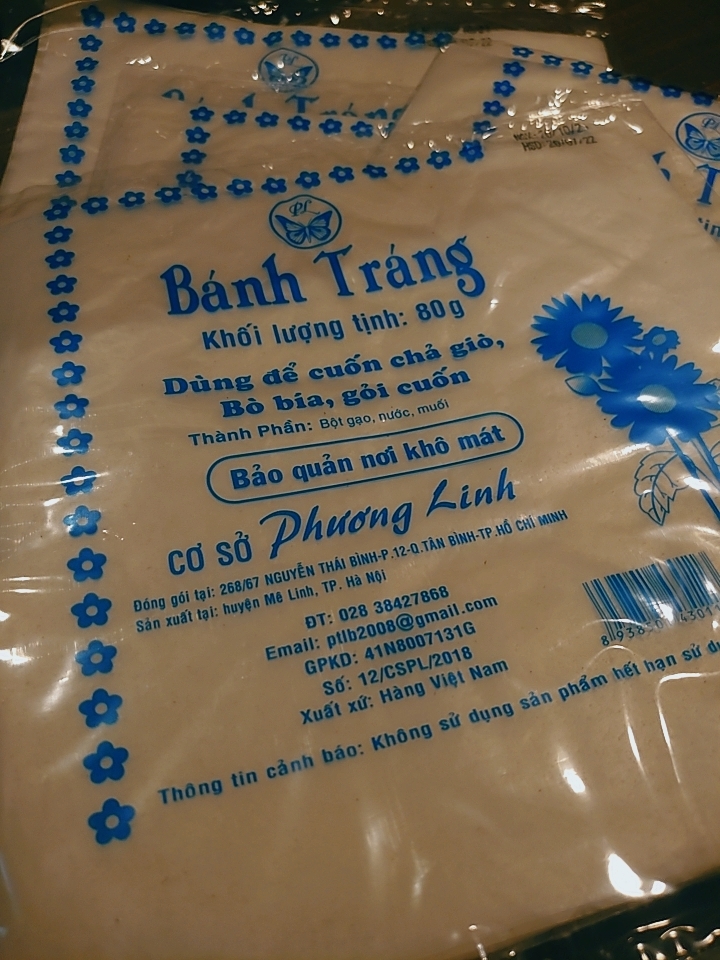 Bánh Tráng
PL
Bánh Tráng
Khối lượng tịnh: 80g
Dùng để cuốn chả giò,
Bò bía, gỏi cuốn
Thành Phần: Bột gạo, nước, muối
Bảo quản nơi khô mát
CƠ SỞ Phương Linh
Đóng gói tại: 268/67 NGUYỄN THÁI BÌNH-P.12-Q.TÂN BÌNH-TP.HỒ CHÍ MINH
Sản xuất tại: huyện Mê Linh, TP. Hà Nội
ĐT: 028 38427868
Email: ptlb2008@gmail.com
GPKD: 41N8007131G
Số: 12/CSPL/2018
Xuất xứ: Hàng Việt Nam
Thông tin cảnh báo: Không sử dụng sản phẩm hết hạn sử